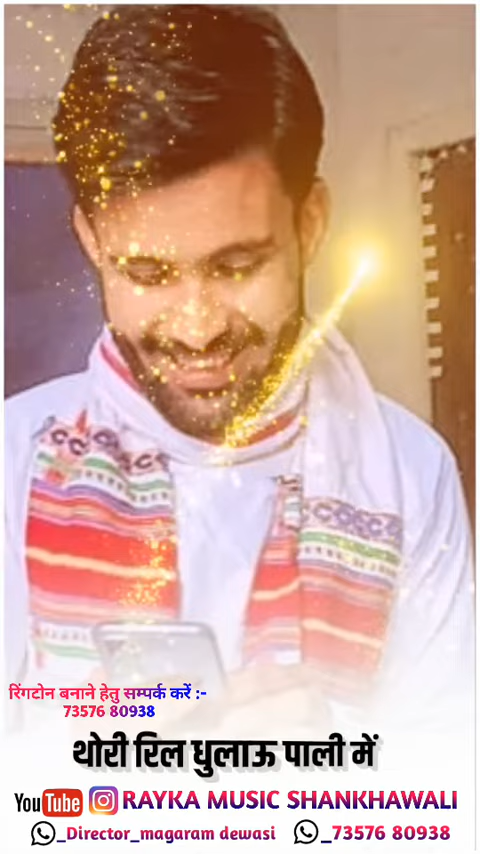 रिंगटोन बनाने हेतु सम्पर्क करें :-
73576 80938
थोरी रिल धुलाऊ पाली में
YouTube RAYKA MUSIC SHANKHAWALI
_Director_magaram dewasi _73576 80938